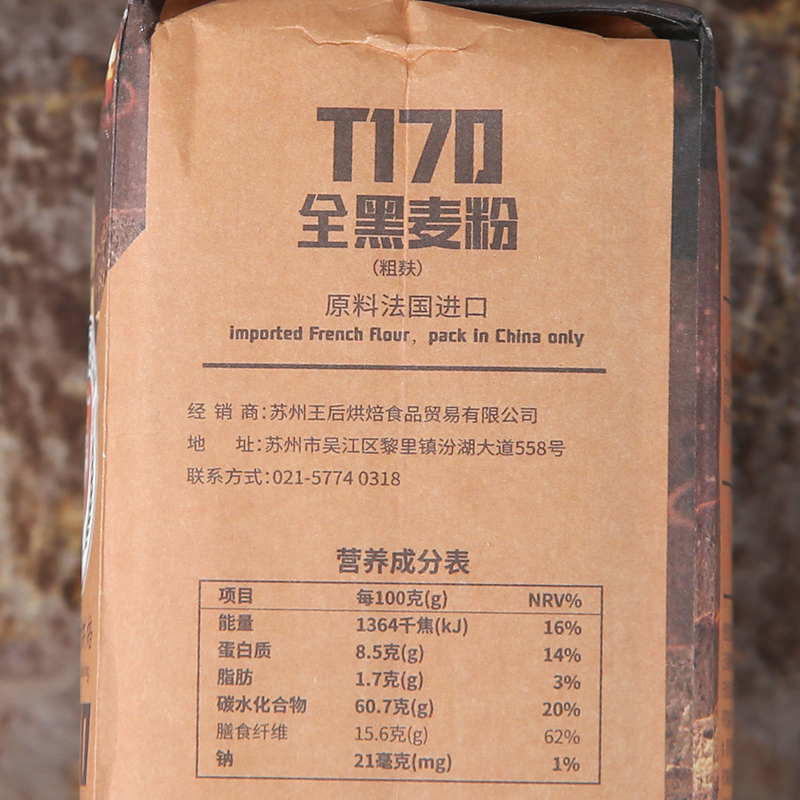 T170
全黑麦粉
（粗麸）
原料法国进口
imported French flour, pack in China only
经 销 商：苏州王后烘焙食品贸易有限公司
地 址：苏州市吴江区黎里镇汾湖大道558号
联系方式：021-5774 0318
营养成分表
项目 每100克(g) NRV%
能量 1364千焦(kJ) 16%
蛋白质 8.5克(g) 14%
脂肪 1.7克(g) 3%
碳水化合物 60.7克(g) 20%
膳食纤维 15.6克(g) 62%
钠 21毫克(mg) 1%